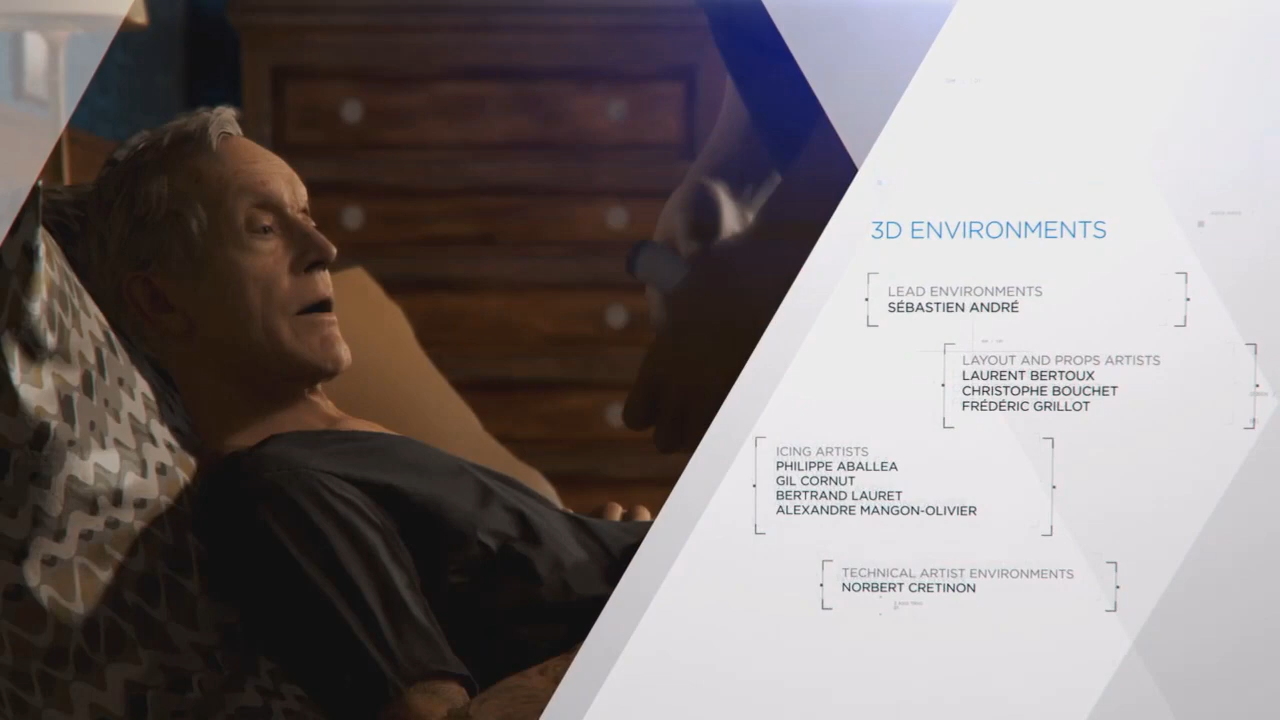 3D ENVIRONMENTS
LEAD ENVIRONMENTS
SÉBASTIEN ANDRÉ
LAYOUT AND PROPS ARTISTS
LAURENT BERTOUX
CHRISTOPHE BOUCHET
FRÉDÉRIC GRILLOT
ICING ARTISTS
PHILIPPE ABALLEA
GIL CORNUT
BERTRAND LAURET
ALEXANDRE MANGON-OLIVIER
TECHNICAL ARTIST ENVIRONMENTS
NORBERT CRETINON